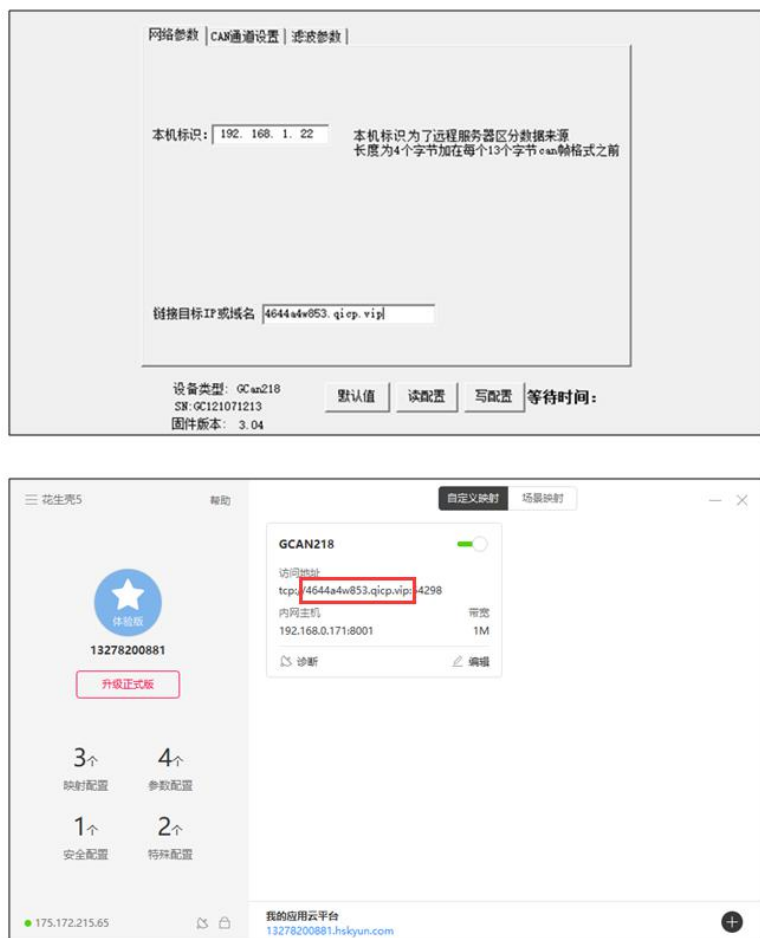 网络参数 CAN通道设置 滤波参数
本机标识: 192. 168. 1. 22 本机标识为了远程服务器区分数据来源
长度为4个字节加在每个13个字节can帧格式之前
链接目标IP或域名 4644a4w853.qicp.vip
设备类型: GCan218
SN:GC121071213
固件版本: 3.04
默认值 读配置 写配置 等待时间:
花生壳5 帮助
自定义映射 场景映射
体验版
13278200881
升级正式版
3个 4个
映射配置 参数配置
1个 2个
安全配置 特殊配置
175.172.215.65
GCAN218
访问地址
tcp://4644a4w853.qicp.vip: 4298
内网主机 带宽
192.168.0.171:8001 1M
诊断 编辑
我的应用云平台
13278200881.hskyun.com